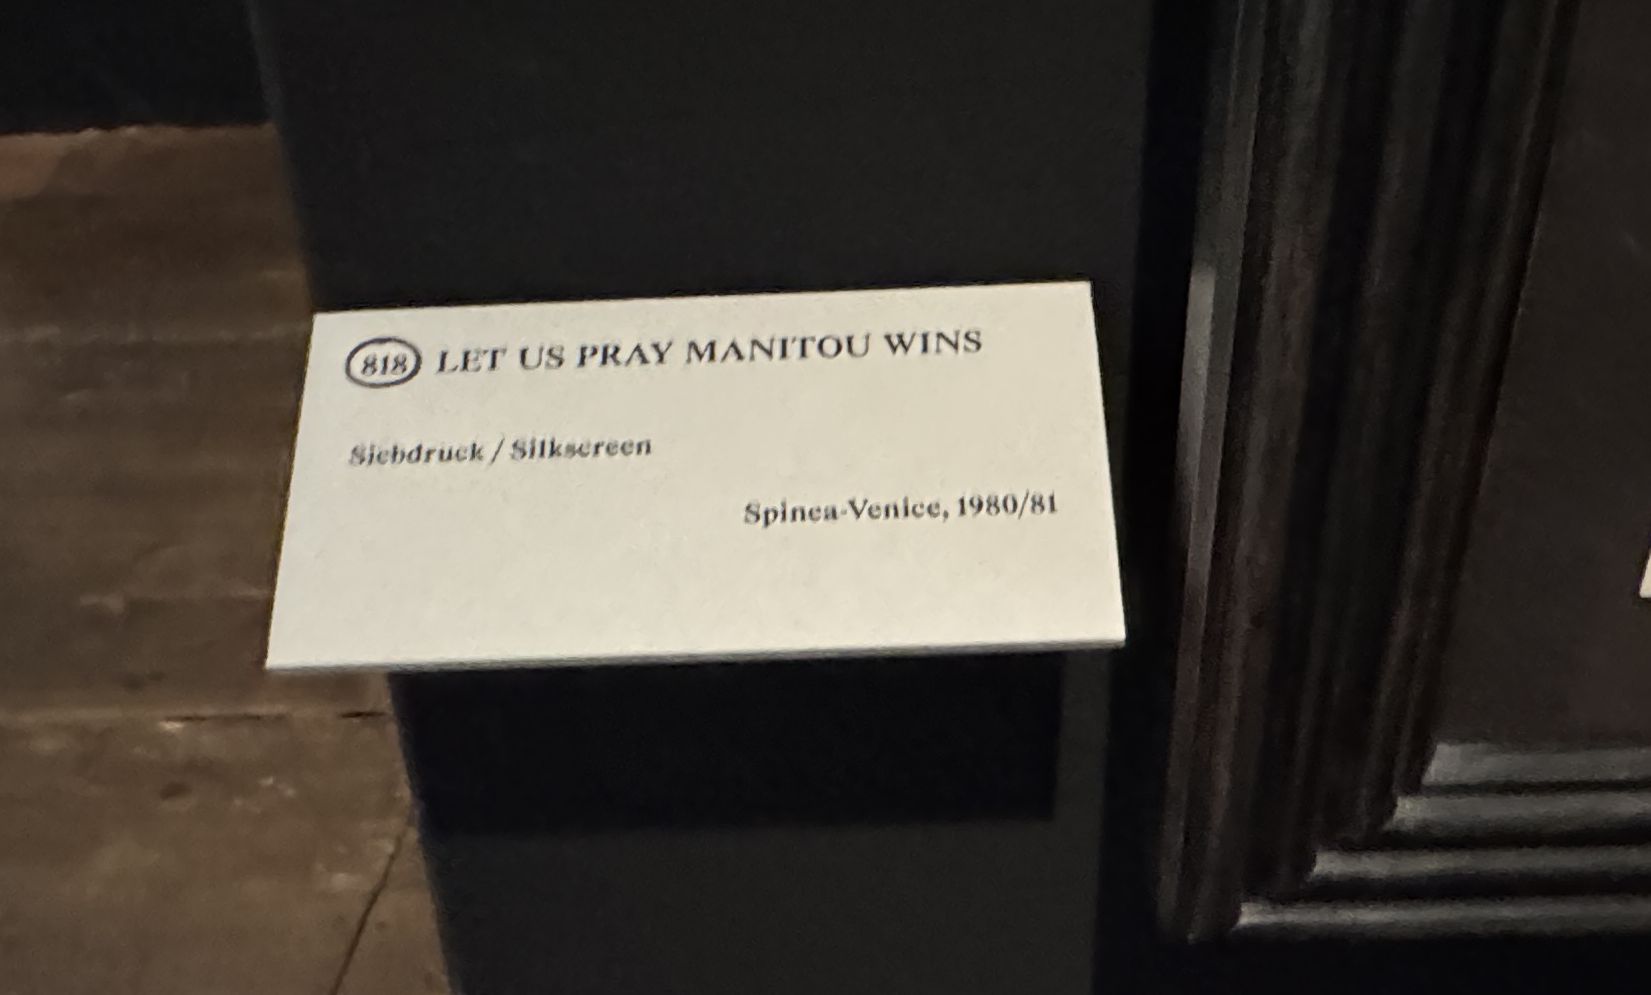 818 LET US PRAY MANITOU WINS
Siebdruck / Silkscreen
Spinea-Venice, 1980/81